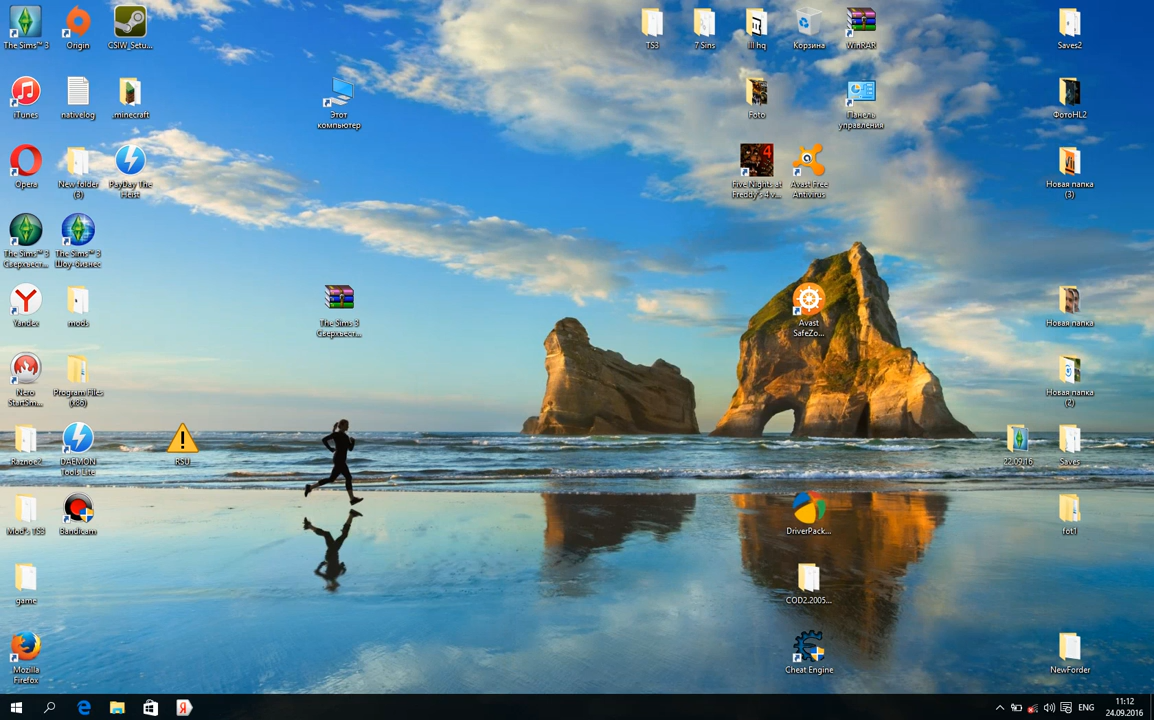 The Sims™ 3
Origin
CSIW_Setu...
TS3
7 Sins
lll hq
Корзина
WinRAR
Saves2
iTunes
nativelog
.minecraft
Этот
компьютер
Foto
Панель
управления
ФотоHL2
Opera
New folder
(3)
PayDay The
Heist
Five Nights at
Freddy's 4 v...
4
Avast Free
Antivirus
Новая папка
(3)
The Sims™ 3
Сверхъест...
The Sims™ 3
Шоу-бизнес
Yandex
mods
The Sims 3
Сверхъест...
Avast
SafeZo...
Новая папка
Nero
StartSm...
Program Files
(x86)
Новая папка
(2)
Raznoe2
DAEMON
Tools Lite
RSU
22.09.16
Saves
Mod's TS3
Bandicam
DriverPack...
fot1
game
COD2.2005...
Mozilla
Firefox
Cheat Engine
NewForder
ENG
11:12
24.09.2016